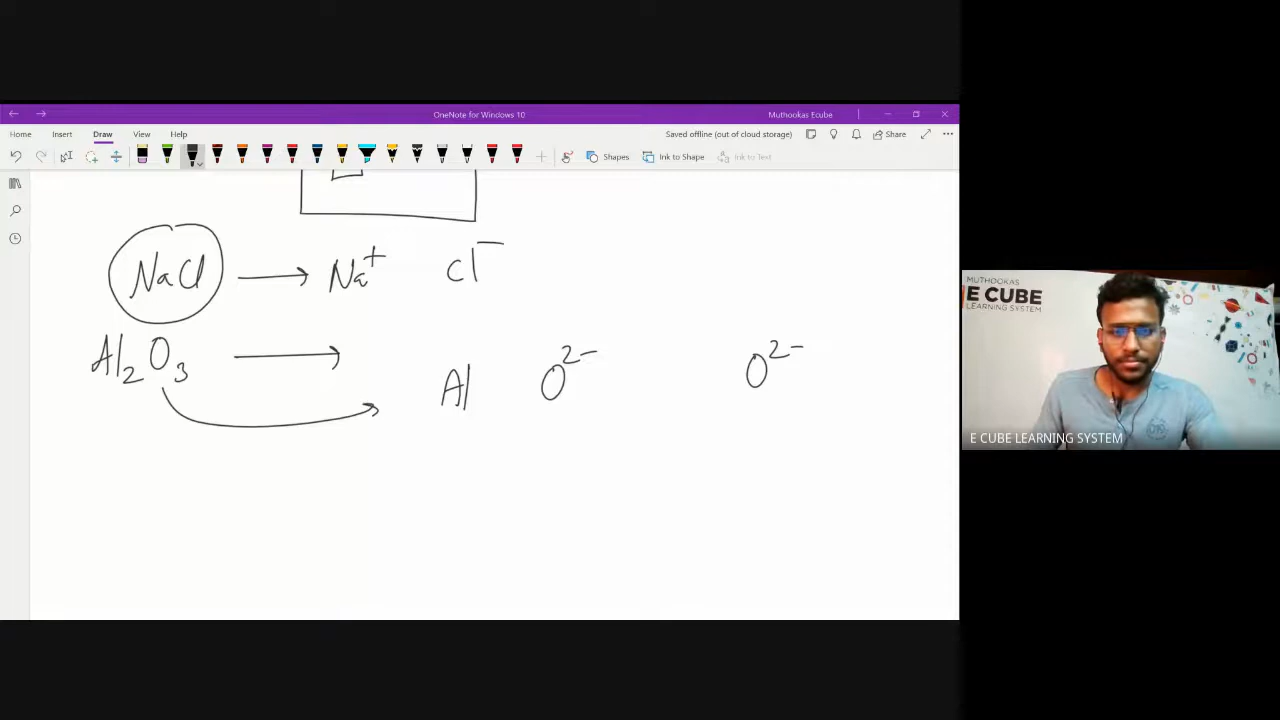 OneNote for Windows 10
Muthookas Ecube
Home Insert Draw View Help
Saved offline (out of cloud storage) Share
Shapes Ink to Shape Ink to Text
NaCl → Na⁺ Cl⁻
Al₂O₃ → Al O²⁻ O²⁻
MUTHOOKAS
E CUBE
LEARNING SYSTEM
E CUBE LEARNING SYSTEM